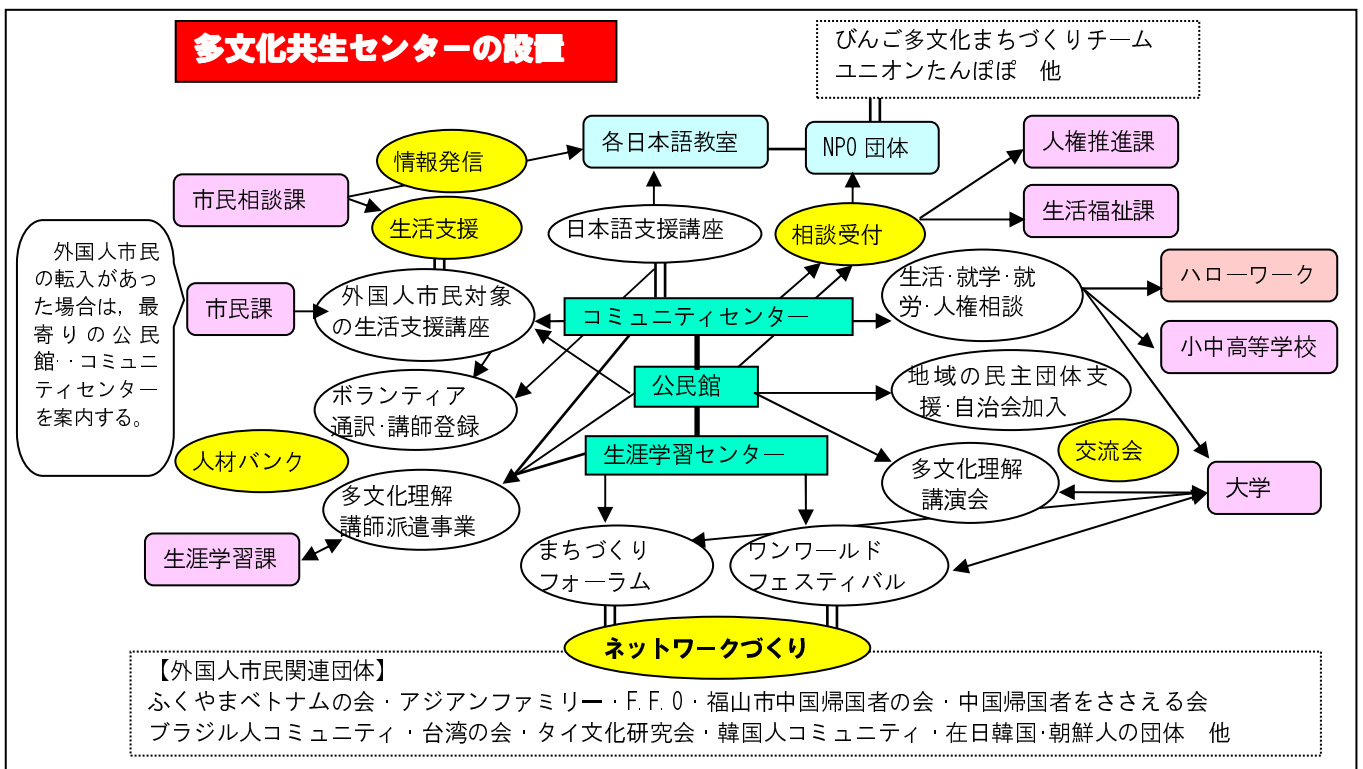 多文化共生センターの設置
びんご多文化まちづくりチーム
ユニオンたんぽぽ　他
情報発信
各日本語教室
NPO 団体
人権推進課
市民相談課
生活支援
日本語支援講座
相談受付
生活福祉課
外国人市民
の転入があっ
た場合は，最
寄りの公民
館‥コミュニ
ティセンター
を案内する。
市民課
外国人市民対象
の生活支援講座
コミュニティセンター
生活・就学・就
労・人権相談
ハローワーク
小中高等学校
公民館
ボランティア
通訳・講師登録
地域の民主団体支
援・自治会加入
人材バンク
生涯学習センター
交流会
多文化理解
講師派遣事業
多文化理解
講演会
大学
生涯学習課
まちづくり
フォーラム
ワンワールド
フェスティバル
ネットワークづくり
【外国人市民関連団体】
ふくやまベトナムの会・アジアンファミリー・F.F.O・福山市中国帰国者の会・中国帰国者をささえる会
ブラジル人コミュニティ・台湾の会・タイ文化研究会・韓国人コミュニティ・在日韓国・朝鮮人の団体　他